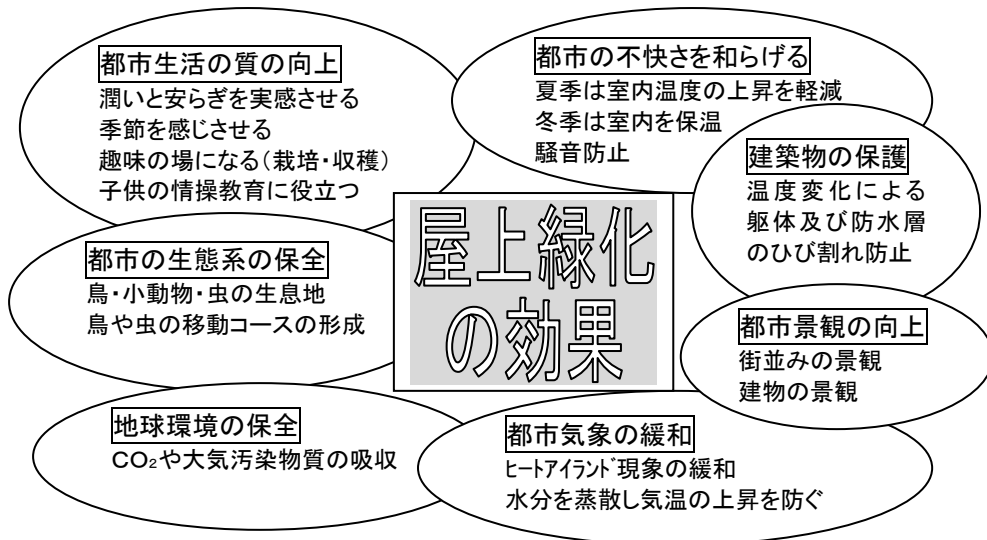 都市生活の質の向上
潤いと安らぎを実感させる
季節を感じさせる
趣味の場になる(栽培・収穫)
子供の情操教育に役立つ
都市の不快さを和らげる
夏季は室内温度の上昇を軽減
冬季は室内を保温
騒音防止
建築物の保護
温度変化による
躯体及び防水層
のひび割れ防止
屋上緑化
の効果
都市の生態系の保全
鳥・小動物・虫の生息地
鳥や虫の移動コースの形成
都市景観の向上
街並みの景観
建物の景観
地球環境の保全
CO₂や大気汚染物質の吸収
都市気象の緩和
ﾋｰﾄアイランド現象の緩和
水分を蒸散し気温の上昇を防ぐ